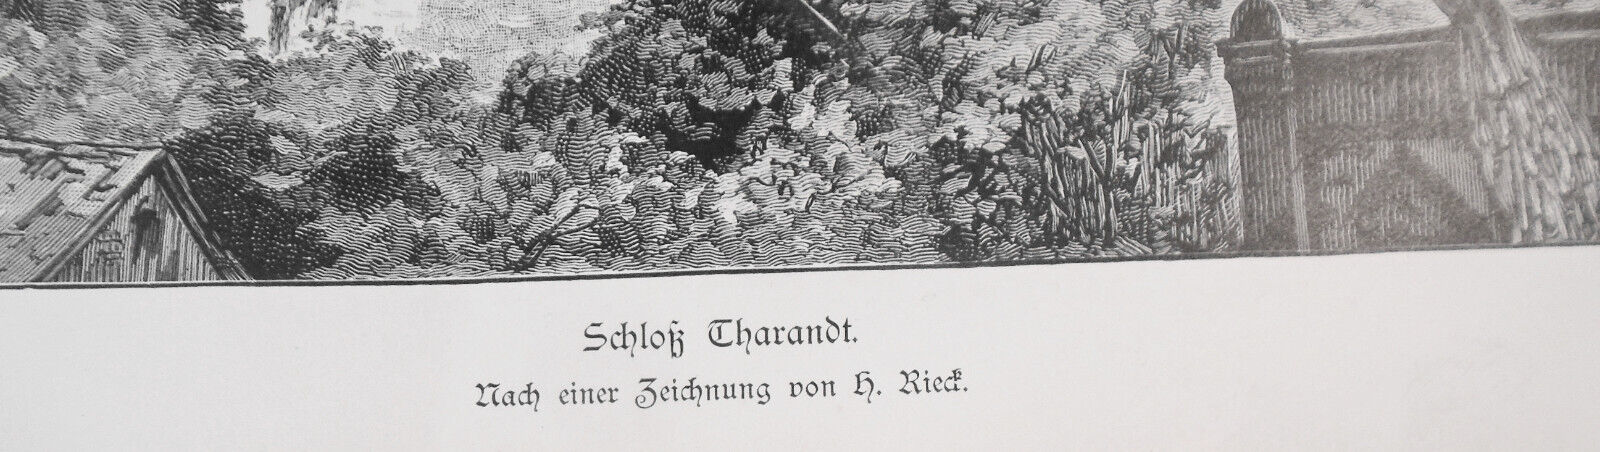 Schloß Tharandt.
Nach einer Zeichnung von H. Rieck.